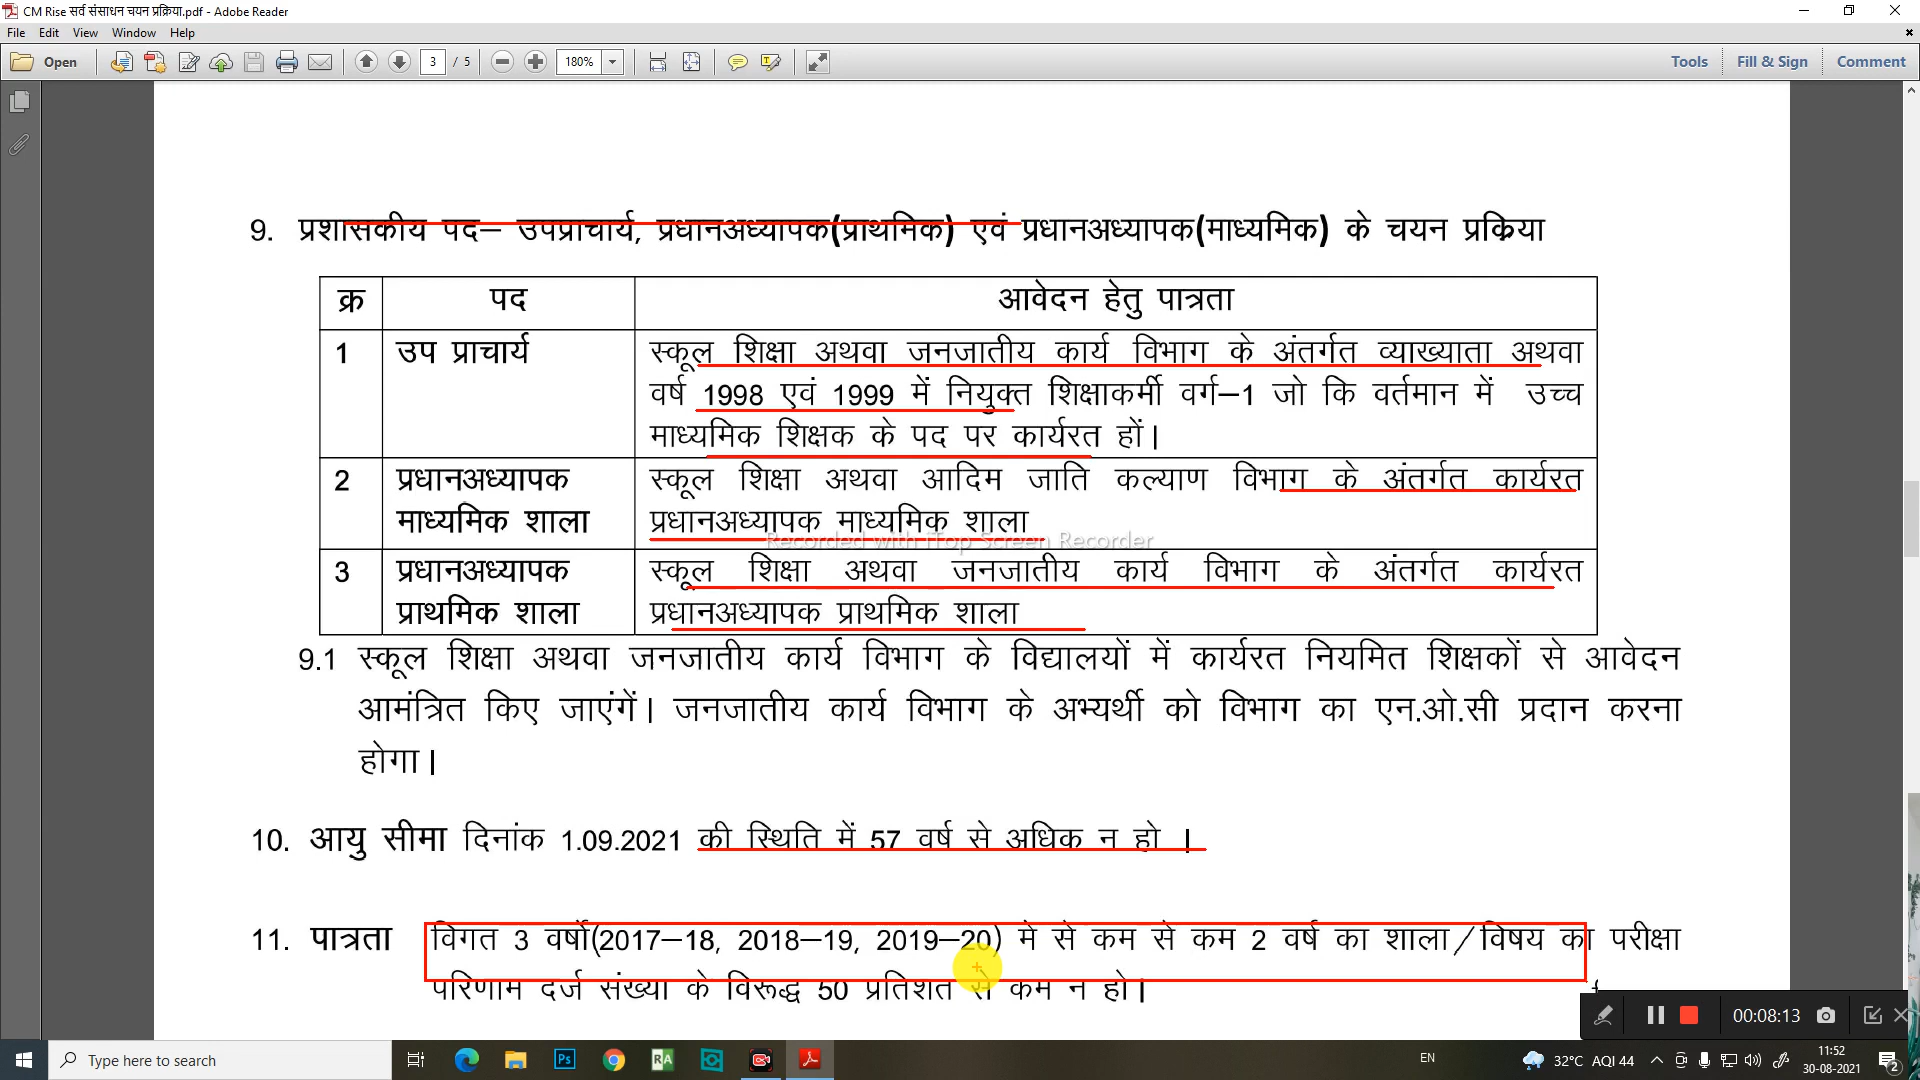 CM Rise सर्व संसाधन चयन प्रक्रिया.pdf - Adobe Reader
File Edit View Window Help
Open 3 / 5 180% Tools Fill & Sign Comment
9. प्रशासकीय पद– उपप्राचार्य, प्रधानअध्यापक(प्राथमिक) एवं प्रधानअध्यापक(माध्यमिक) के चयन प्रक्रिया
क्र पद आवेदन हेतु पात्रता
1 उप प्राचार्य स्कूल शिक्षा अथवा जनजातीय कार्य विभाग के अंतर्गत व्याख्याता अथवा
वर्ष 1998 एवं 1999 में नियुक्त शिक्षाकर्मी वर्ग–1 जो कि वर्तमान में उच्च
माध्यमिक शिक्षक के पद पर कार्यरत हों।
2 प्रधानअध्यापक स्कूल शिक्षा अथवा आदिम जाति कल्याण विभाग के अंतर्गत कार्यरत
माध्यमिक शाला प्रधानअध्यापक माध्यमिक शाला
Recorded with iTop Screen Recorder
3 प्रधानअध्यापक स्कूल शिक्षा अथवा जनजातीय कार्य विभाग के अंतर्गत कार्यरत
प्राथमिक शाला प्रधानअध्यापक प्राथमिक शाला
9.1 स्कूल शिक्षा अथवा जनजातीय कार्य विभाग के विद्यालयों में कार्यरत नियमित शिक्षकों से आवेदन
आमंत्रित किए जाएंगें। जनजातीय कार्य विभाग के अभ्यर्थी को विभाग का एन.ओ.सी प्रदान करना
होगा।
10. आयु सीमा दिनांक 1.09.2021 की स्थिति में 57 वर्ष से अधिक न हो ।
11. पात्रता विगत 3 वर्षो(2017–18, 2018–19, 2019–20) मे से कम से कम 2 वर्ष का शाला/विषय का परीक्षा
परिणाम दर्ज संख्या के विरूद्ध 50 प्रतिशत से कम न हो।
00:08:13
Type here to search Ps RA EN 32°C AQI 44 11:52
30-08-2021 2